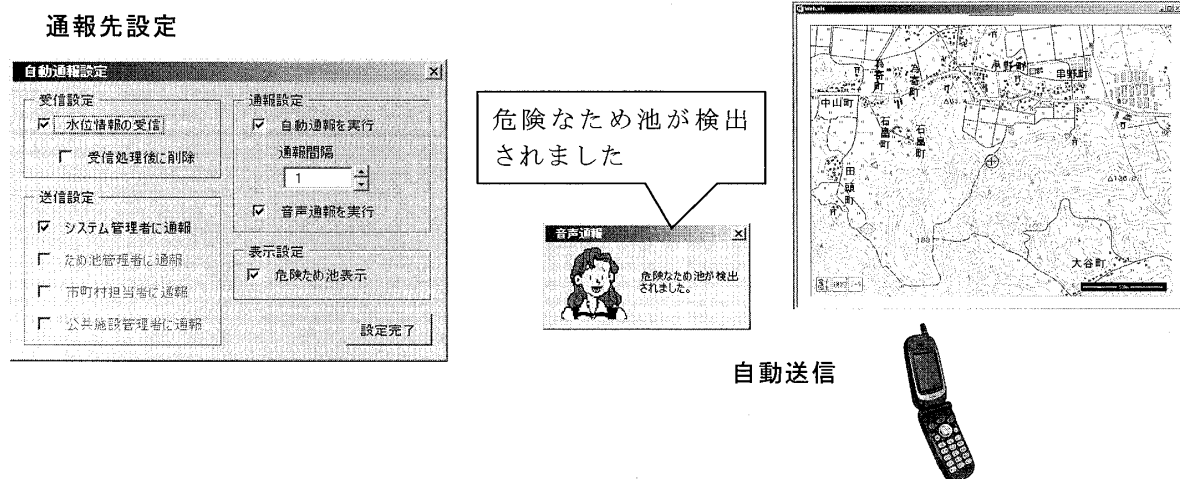 通報先設定
自動通報設定
受信設定
水位情報の受信
受信処理後に削除
送信設定
システム管理者に通報
ため池管理者に通報
市町村担当者に通報
公共施設管理者に通報
通報設定
自動通報を実行
通報間隔
1
音声通報を実行
表示設定
危険ため池表示
設定完了
危険なため池が検出
されました
音声通報
危険なため池が検出
されました。
中山町
串野町
石畠町
石畠町
田頭町
大谷町
自動送信